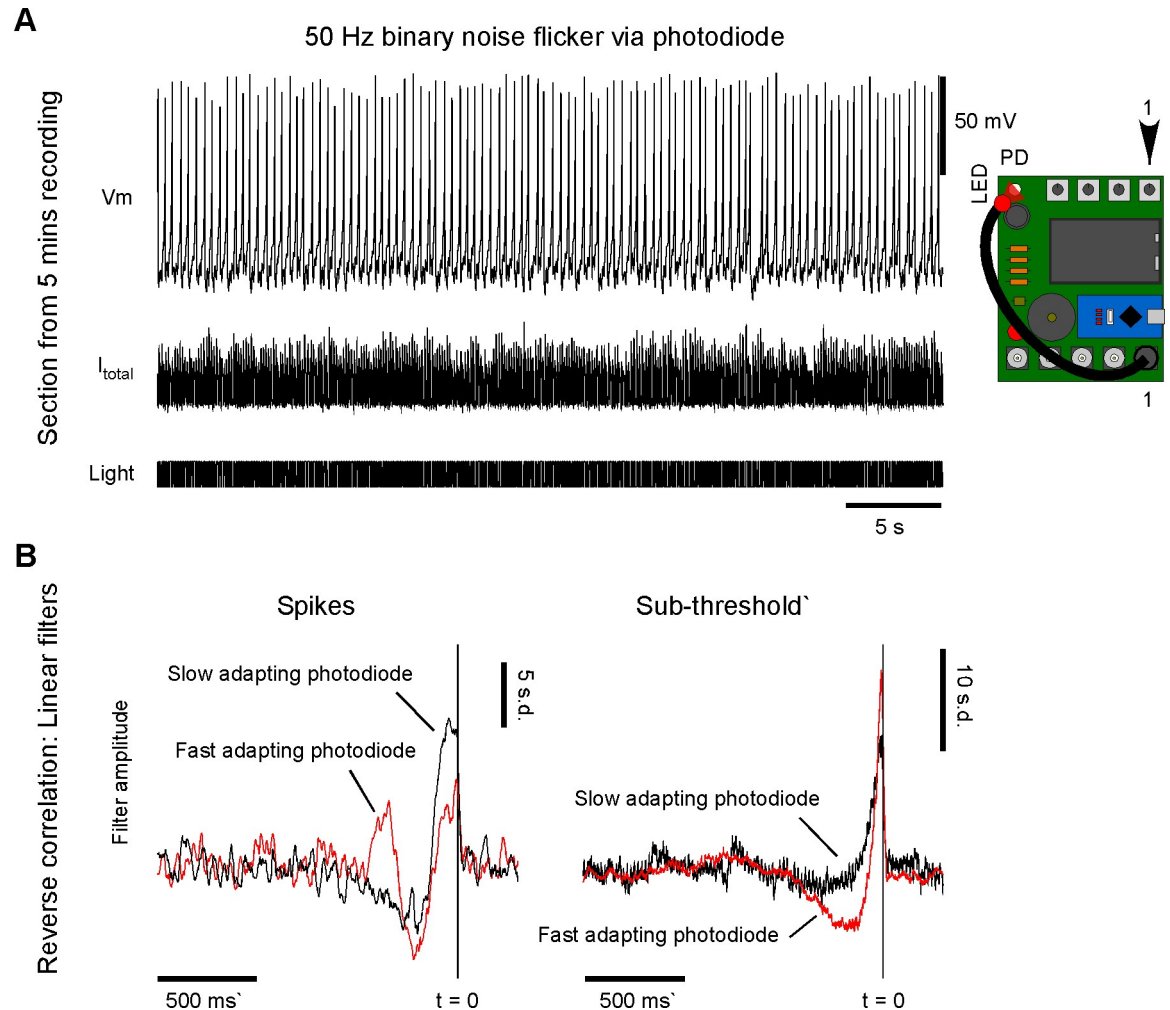 A
50 Hz binary noise flicker via photodiode
Section from 5 mins recording
Vm
50 mV
I total
Light
5 s
LED
PD
1
1
B
Reverse correlation: Linear filters
Spikes
Sub-threshold`
Filter amplitude
Slow adapting photodiode
Fast adapting photodiode
5 s.d.
10 s.d.
Slow adapting photodiode
Fast adapting photodiode
500 ms`
t = 0
500 ms`
t = 0